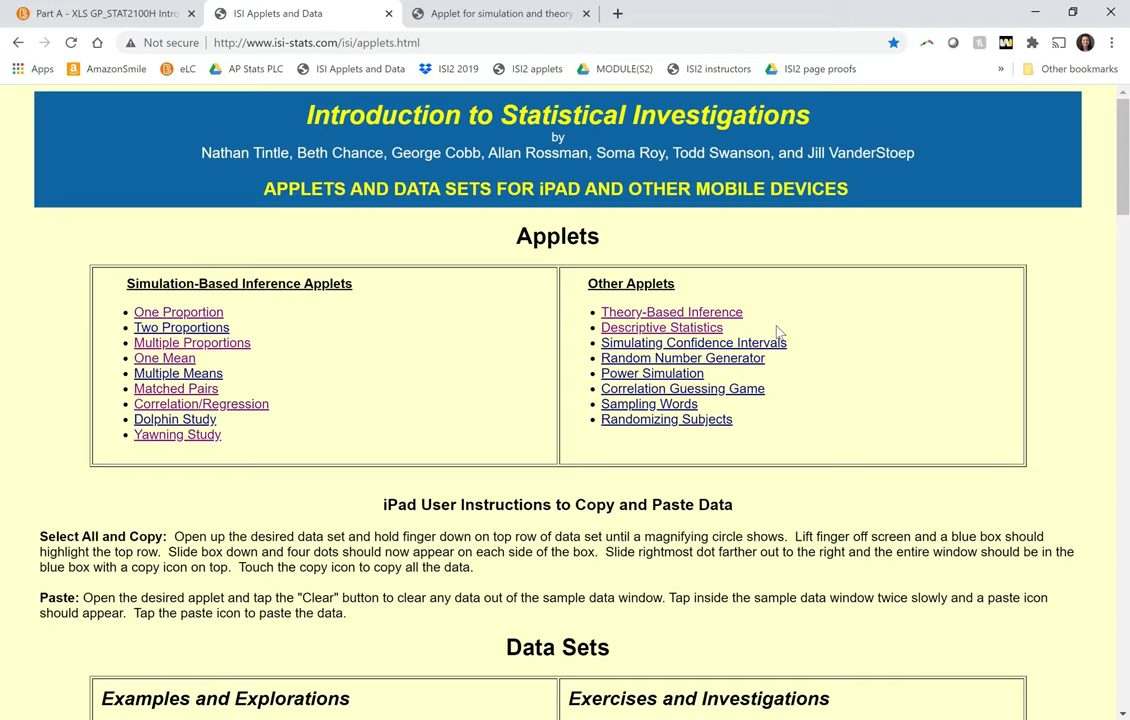 Part A - XLS GP_STAT2100H Intro
ISI Applets and Data
Applet for simulation and theory
Not secure
http://www.isi-stats.com/isi/applets.html
Apps
AmazonSmile
eLC
AP Stats PLC
ISI Applets and Data
ISI2 2019
ISI2 applets
MODULE(S2)
ISI2 instructors
ISI2 page proofs
»
Other bookmarks
Introduction to Statistical Investigations
by
Nathan Tintle, Beth Chance, George Cobb, Allan Rossman, Soma Roy, Todd Swanson, and Jill VanderStoep
APPLETS AND DATA SETS FOR iPAD AND OTHER MOBILE DEVICES
Applets
Simulation-Based Inference Applets
• One Proportion
• Two Proportions
• Multiple Proportions
• One Mean
• Multiple Means
• Matched Pairs
• Correlation/Regression
• Dolphin Study
• Yawning Study
Other Applets
• Theory-Based Inference
• Descriptive Statistics
• Simulating Confidence Intervals
• Random Number Generator
• Power Simulation
• Correlation Guessing Game
• Sampling Words
• Randomizing Subjects
iPad User Instructions to Copy and Paste Data
Select All and Copy: Open up the desired data set and hold finger down on top row of data set until a magnifying circle shows. Lift finger off screen and a blue box should
highlight the top row. Slide box down and four dots should now appear on each side of the box. Slide rightmost dot farther out to the right and the entire window should be in the
blue box with a copy icon on top. Touch the copy icon to copy all the data.
Paste: Open the desired applet and tap the "Clear" button to clear any data out of the sample data window. Tap inside the sample data window twice slowly and a paste icon
should appear. Tap the paste icon to paste the data.
Data Sets
Examples and Explorations
Exercises and Investigations